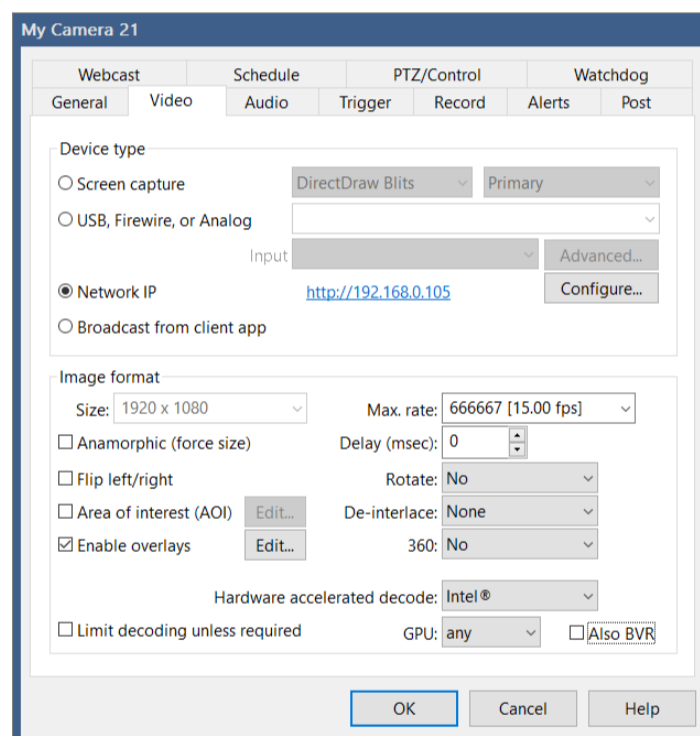 My Camera 21
Webcast Schedule PTZ/Control Watchdog
General Video Audio Trigger Record Alerts Post
Device type
Screen capture DirectDraw Blits Primary
USB, Firewire, or Analog
Input Advanced...
Network IP http://192.168.0.105 Configure...
Broadcast from client app
Image format
Size: 1920 x 1080 Max. rate: 666667 [15.00 fps]
Anamorphic (force size) Delay (msec): 0
Flip left/right Rotate: No
Area of interest (AOI) Edit... De-interlace: None
Enable overlays Edit... 360: No
Hardware accelerated decode: Intel®
Limit decoding unless required GPU: any Also BVR
OK Cancel Help